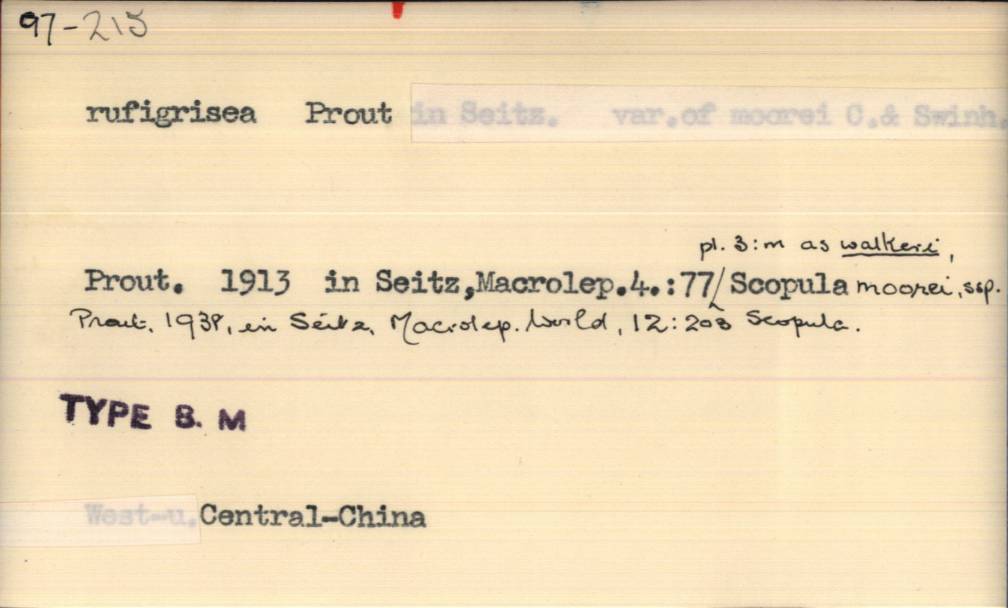 97-215
rufigrisea Prout in Seitz. var.of moorei C.& Swinh.
pl. 3:m as walkeri,
Prout. 1913 in Seitz,Macrolep.4.:77/ Scopula moorei, ssp.
Prout, 1938, in Seitz, Macrolep. World, 12:208 Scopula.
TYPE B. M
West-u.Central-China